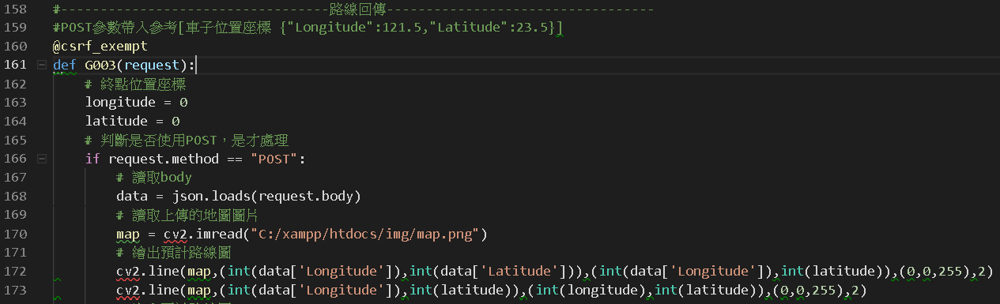 158 #----------------------------------路線回傳----------------------------------
159 #POST參數帶入參考[車子位置座標 {"Longitude":121.5,"Latitude":23.5}]
160 @csrf_exempt
161 def G003(request):
162 # 終點位置座標
163 longitude = 0
164 latitude = 0
165 # 判斷是否使用POST，是才處理
166 if request.method == "POST":
167 # 讀取body
168 data = json.loads(request.body)
169 # 讀取上傳的地圖圖片
170 map = cv2.imread("C:/xampp/htdocs/img/map.png")
171 # 繪出預計路線圖
172 cv2.line(map,(int(data['Longitude']),int(data['Latitude'])),(int(data['Longitude']),int(latitude)),(0,0,255),2)
173 cv2.line(map,(int(data['Longitude']),int(latitude)),(int(longitude),int(latitude)),(0,0,255),2)